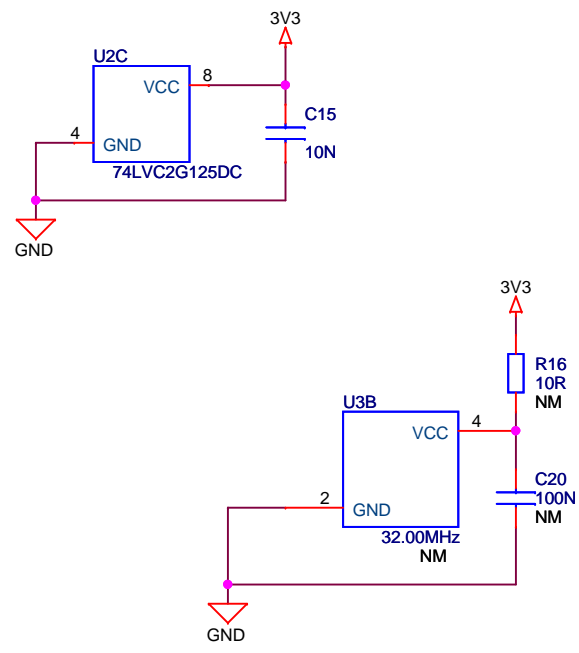 3V3
U2C
VCC
8
C15
10N
4
GND
74LVC2G125DC
GND
3V3
R16
10R
NM
U3B
VCC
4
C20
100N
NM
2
GND
32.00MHz
NM
GND